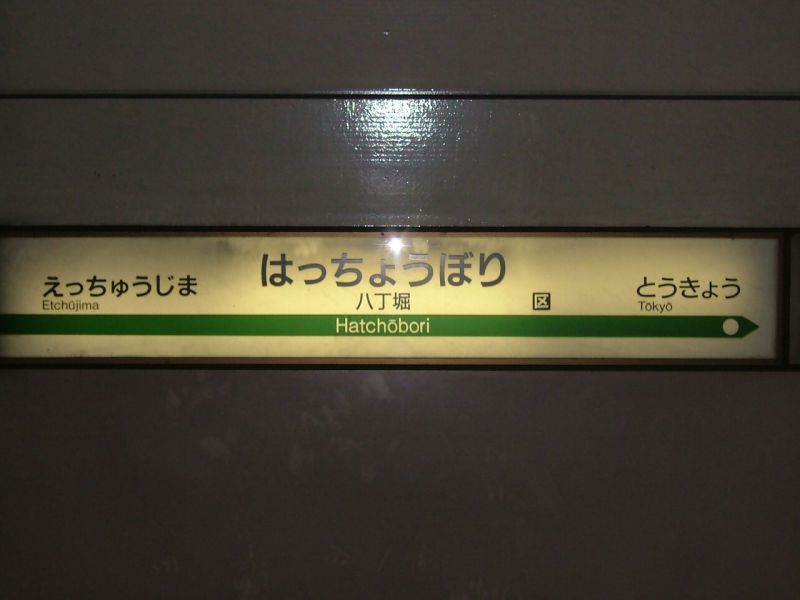 はっちょうぼり
えっちゅうじま
Etchūjima
八丁堀
区
とうきょう
Tōkyō
Hatchōbori